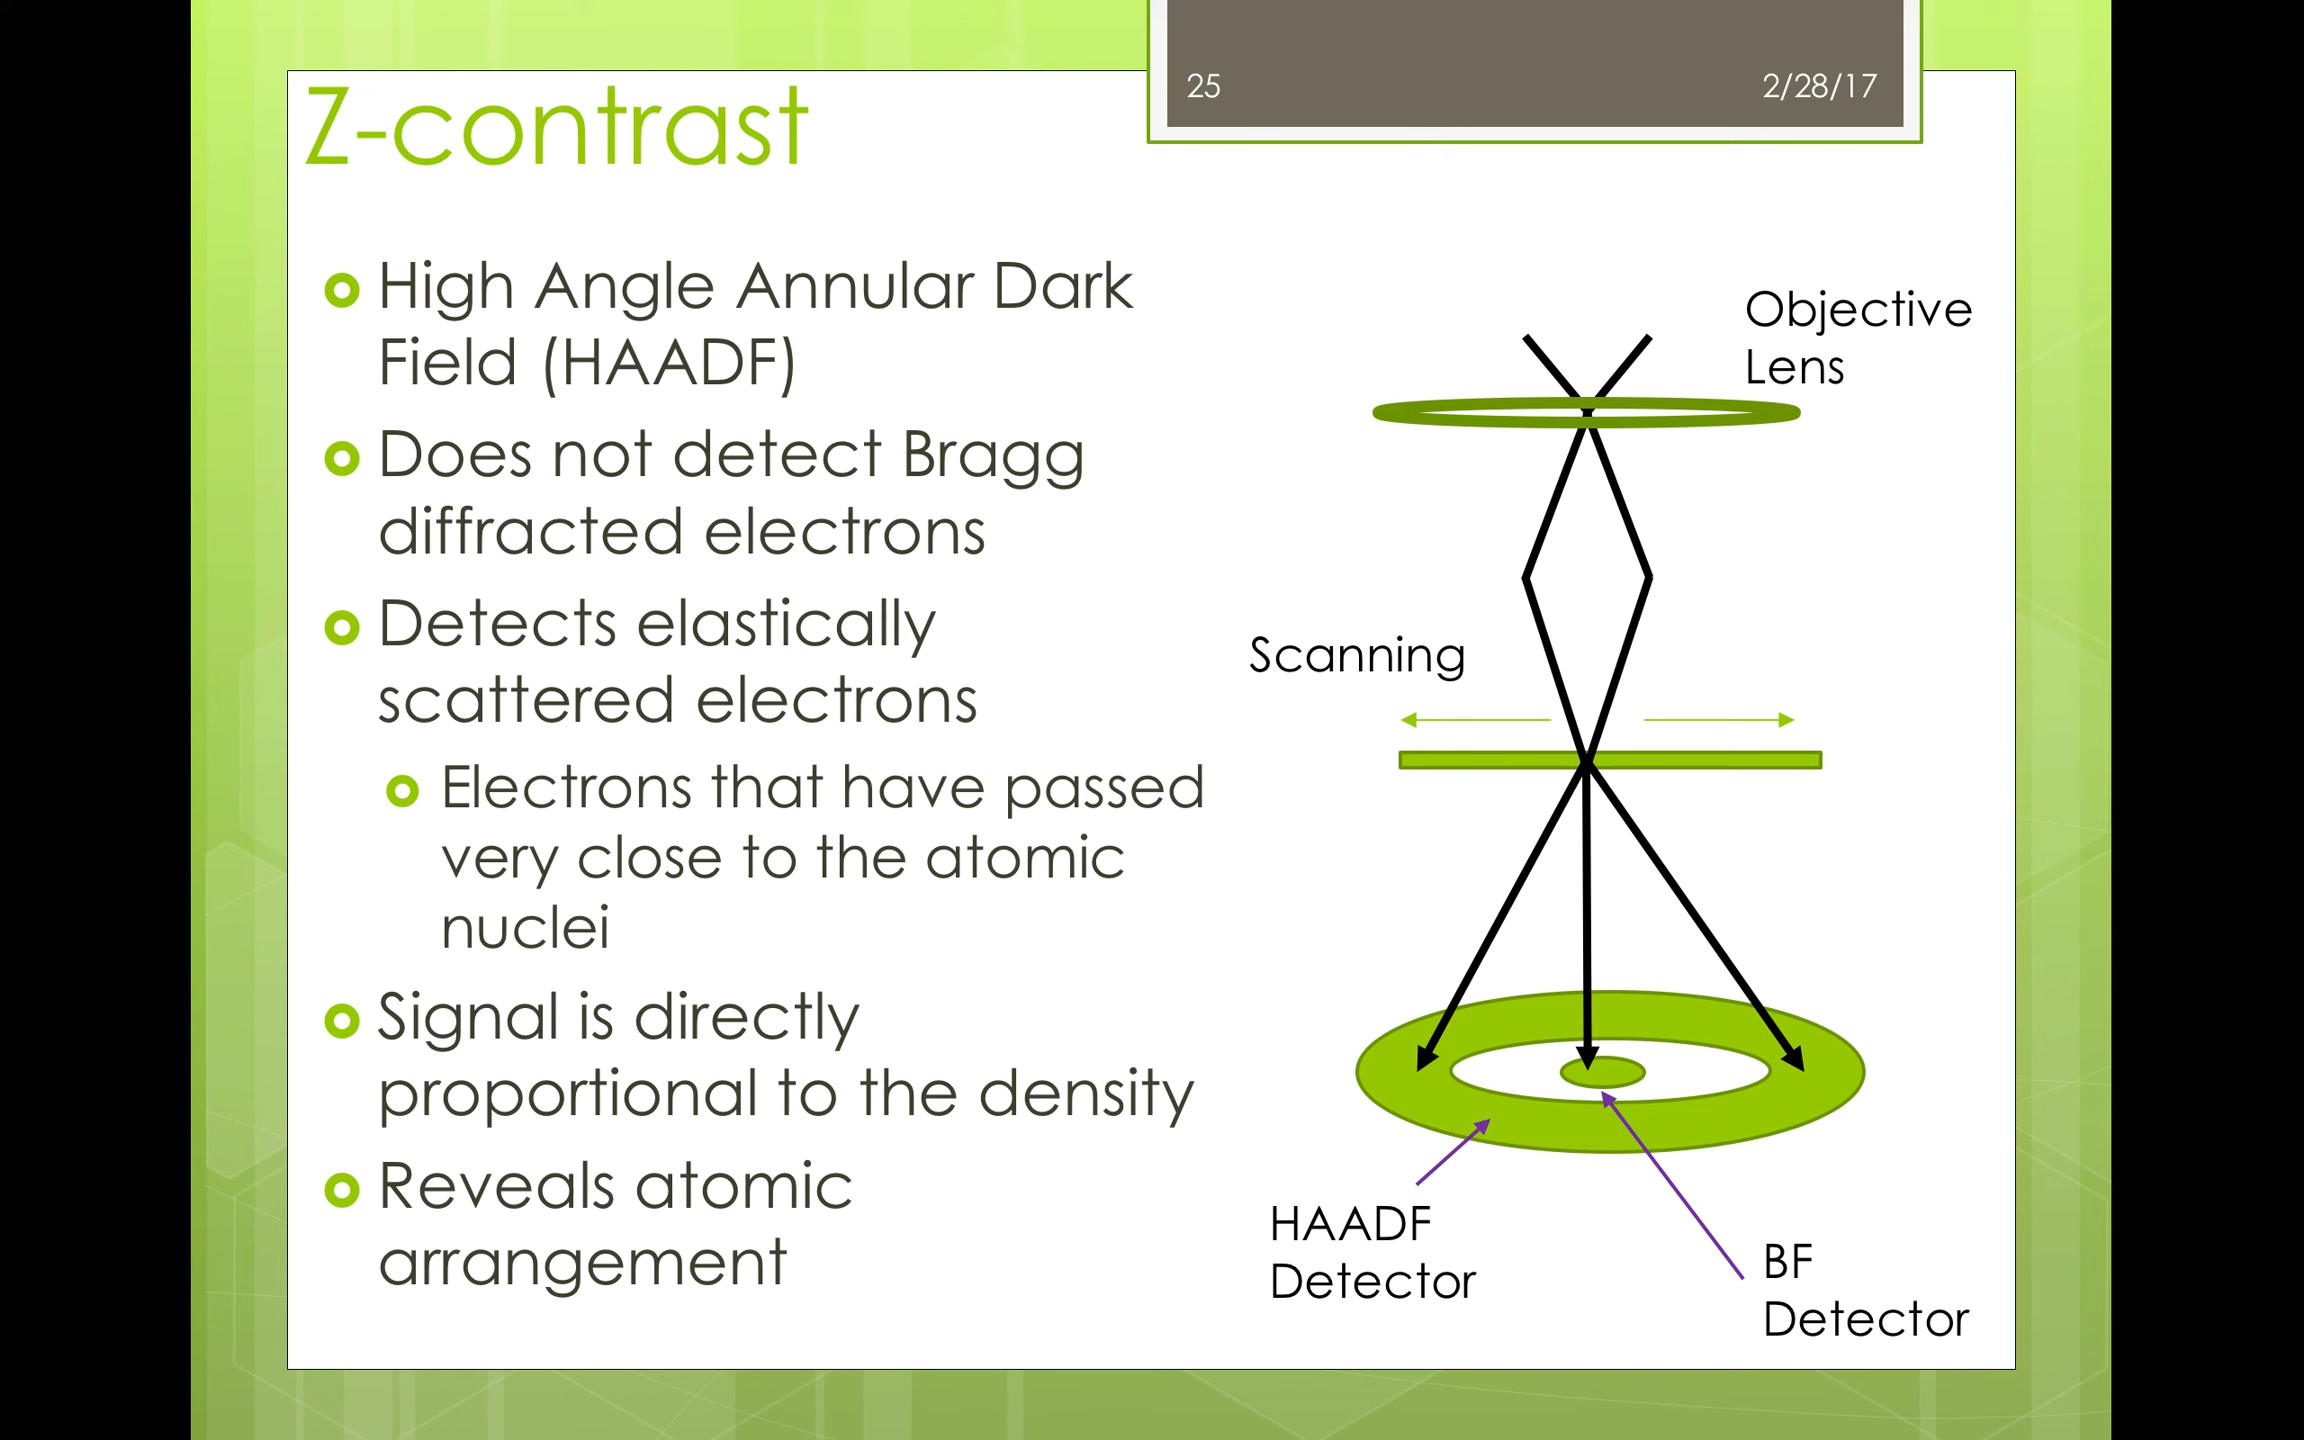 25
2/28/17
Z-contrast
High Angle Annular Dark
Field (HAADF)
Does not detect Bragg
diffracted electrons
Detects elastically
scattered electrons
Electrons that have passed
very close to the atomic
nuclei
Signal is directly
proportional to the density
Reveals atomic
arrangement
Objective
Lens
Scanning
HAADF
Detector
BF
Detector